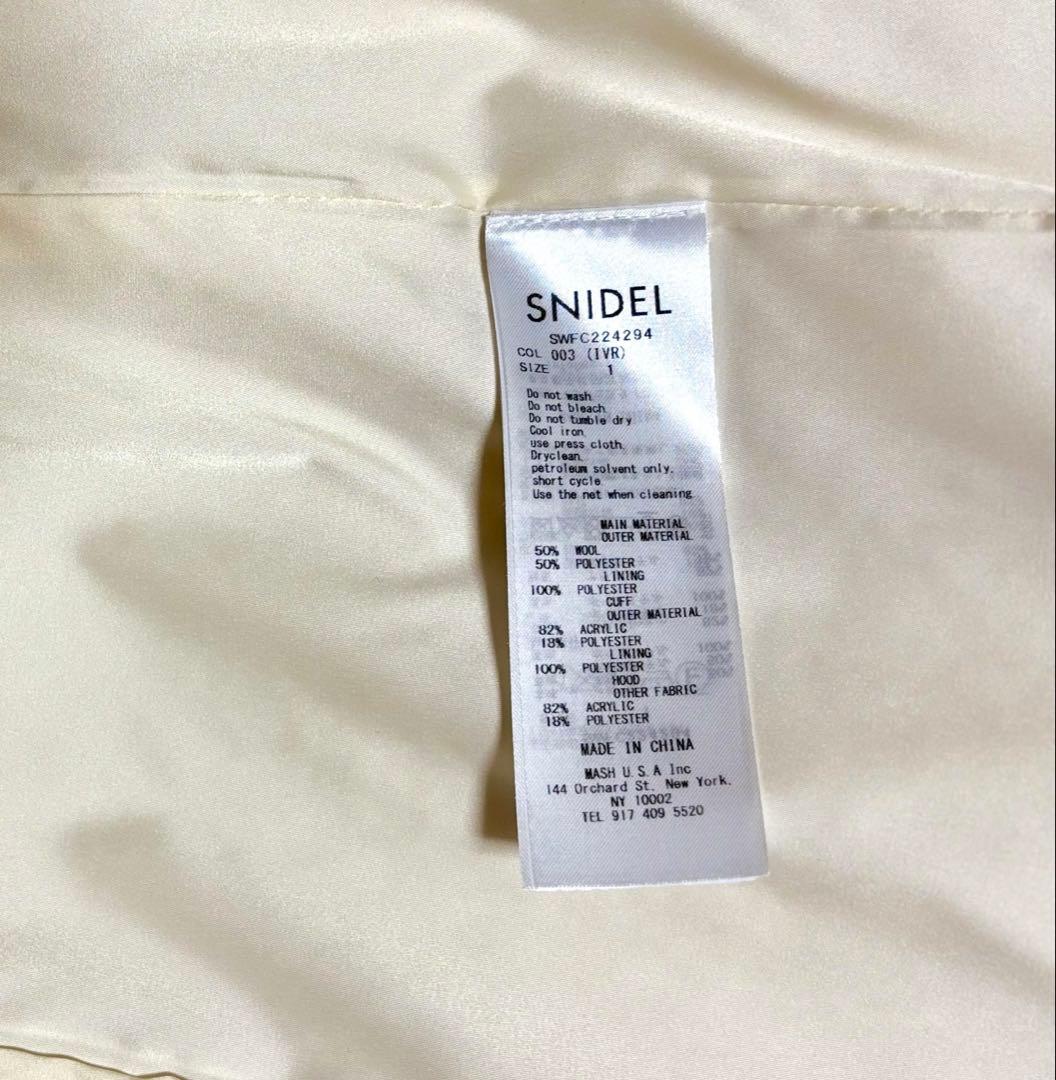 SNIDEL
SWFC224294
COL 003 (IVR)
SIZE 1
Do not wash.
Do not bleach.
Do not tumble dry
Cool iron.
use press cloth.
Dryclean.
petroleum solvent only.
short cycle.
Use the net when cleaning.
MAIN MATERIAL
OUTER MATERIAL
50% WOOL
50% POLYESTER
LINING
100% POLYESTER
CUFF
OUTER MATERIAL
82% ACRYLIC
18% POLYESTER
LINING
100% POLYESTER
HOOD
OTHER FABRIC
82% ACRYLIC
18% POLYESTER
MADE IN CHINA
MASH U.S.A Inc
144 Orchard St. New York.
NY 10002
TEL 917 409 5520